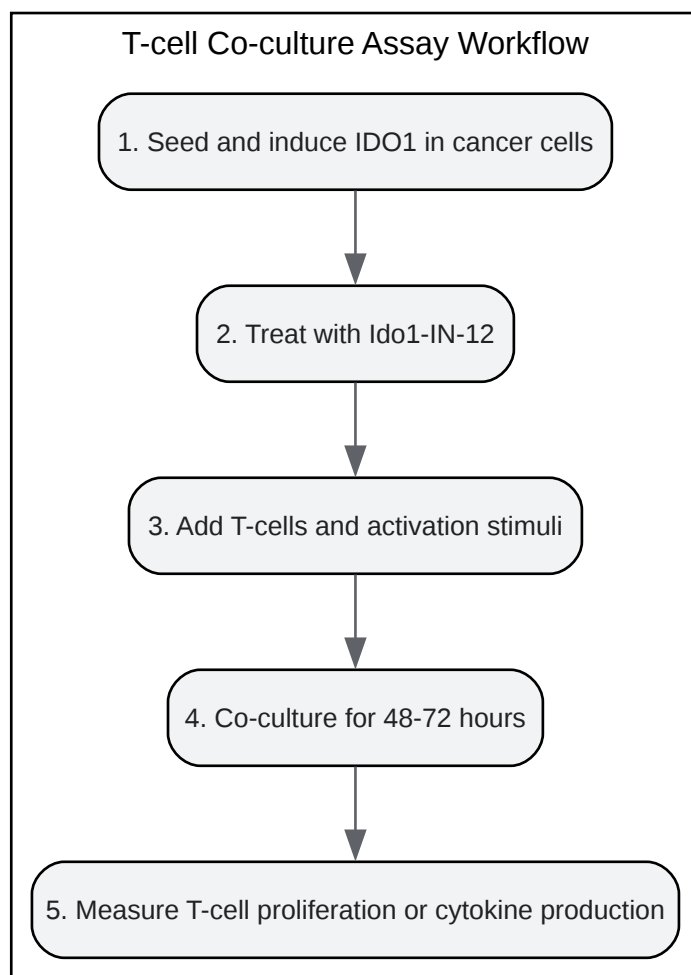 T-cell Co-culture Assay Workflow
1. Seed and induce IDO1 in cancer cells
2. Treat with Ido1-IN-12
3. Add T-cells and activation stimuli
4. Co-culture for 48-72 hours
5. Measure T-cell proliferation or cytokine production